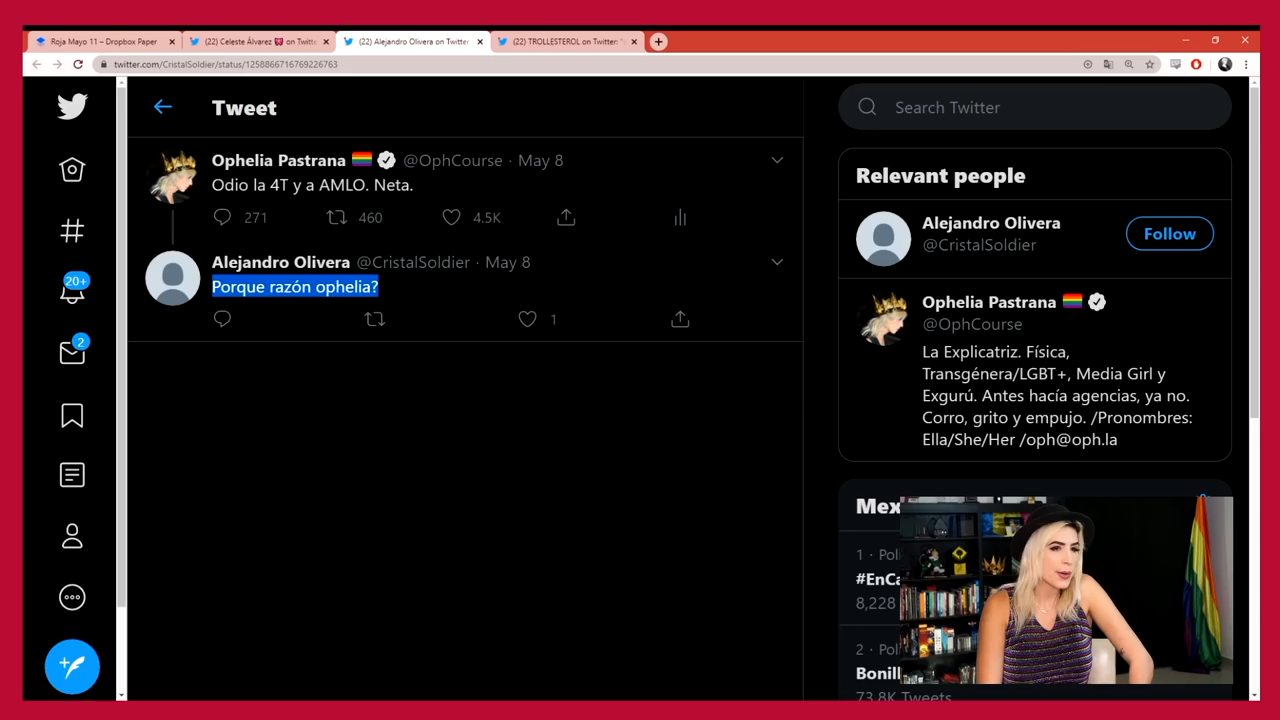 Roja Mayo 11 – Dropbox Paper
(22) Celeste Álvarez 🎀 on Twitte
(22) Alejandro Olivera on Twitter
(22) TROLLESTEROL on Twitter: "
twitter.com/CristalSoldier/status/1258866716769226763
Tweet
Search Twitter
Ophelia Pastrana 🏳️‍🌈 @OphCourse · May 8
Odio la 4T y a AMLO. Neta.
271 460 4.5K
Alejandro Olivera @CristalSoldier · May 8
Porque razón ophelia?
1
20+
2
Relevant people
Alejandro Olivera
@CristalSoldier
Follow
Ophelia Pastrana 🏳️‍🌈
@OphCourse
La Explicatriz. Física,
Transgénera/LGBT+, Media Girl y
Exgurú. Antes hacía agencias, ya no.
Corro, grito y empujo. /Pronombres:
Ella/She/Her /oph@oph.la
Mex
1 · Pol
#EnCa
8,228
2 · Pol
Bonill
73.8K Tweets